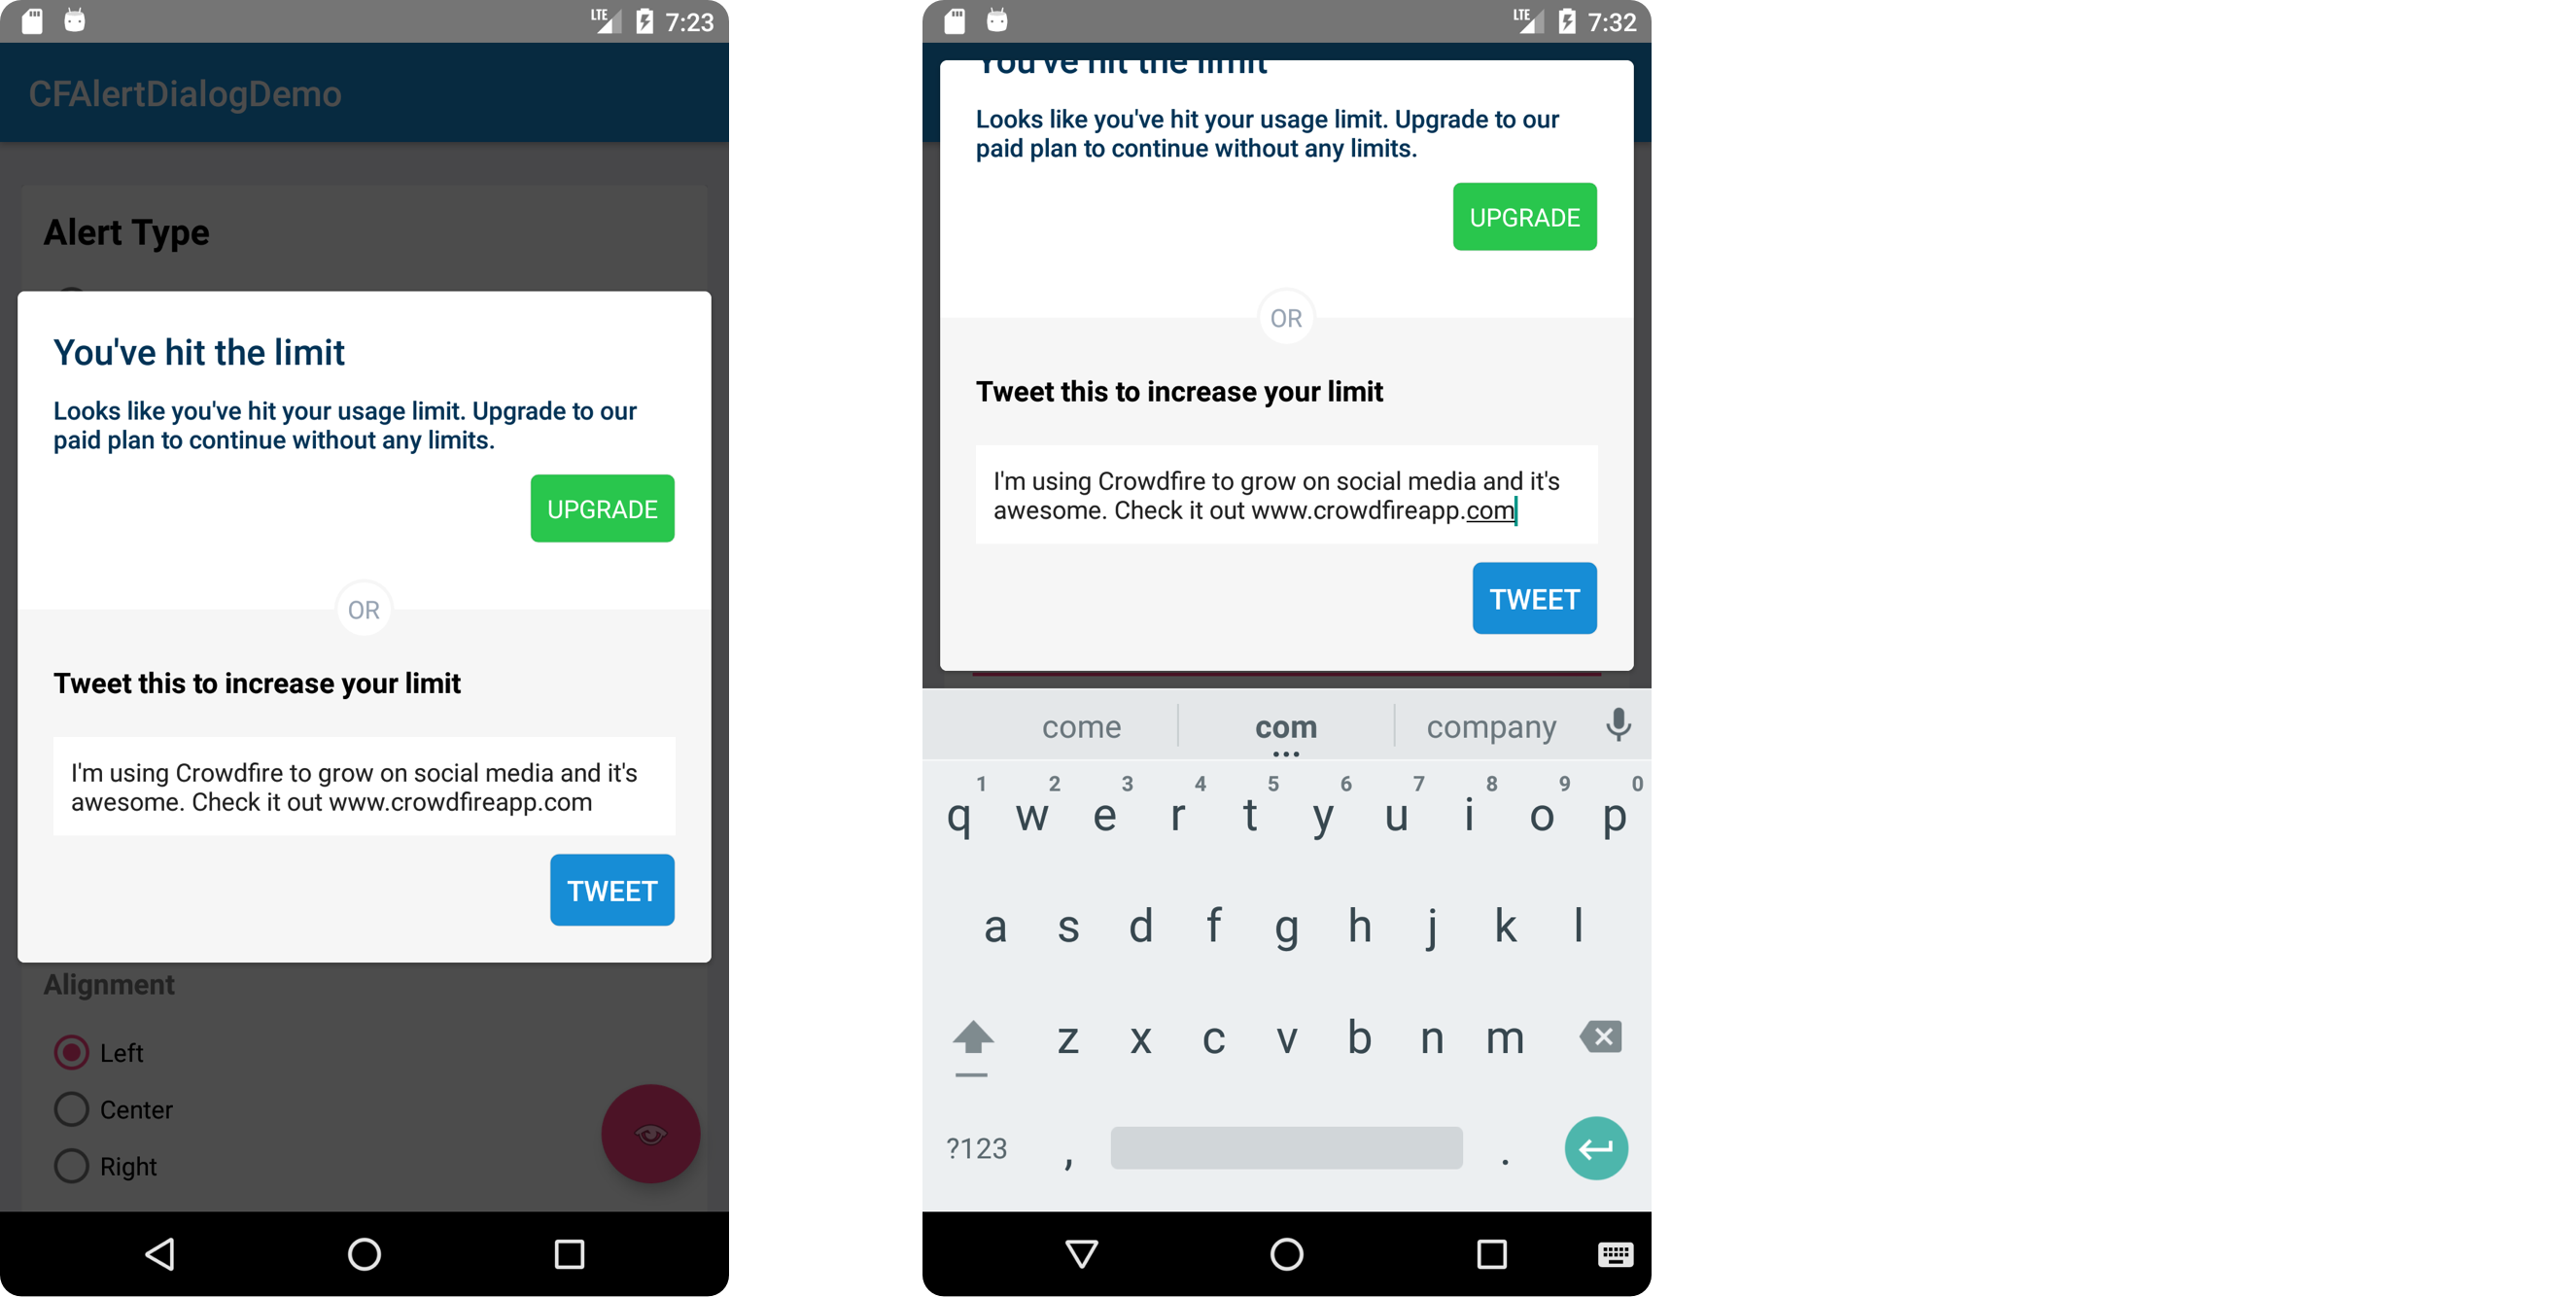 LTE 7:23
CFAlertDialogDemo
Alert Type
You've hit the limit
Looks like you've hit your usage limit. Upgrade to our
paid plan to continue without any limits.
UPGRADE
OR
Tweet this to increase your limit
I'm using Crowdfire to grow on social media and it's
awesome. Check it out www.crowdfireapp.com
TWEET
Alignment
Left
Center
Right
LTE 7:32
You've hit the limit
Looks like you've hit your usage limit. Upgrade to our
paid plan to continue without any limits.
UPGRADE
OR
Tweet this to increase your limit
I'm using Crowdfire to grow on social media and it's
awesome. Check it out www.crowdfireapp.com
TWEET
come com company
1 2 3 4 5 6 7 8 9 0
q w e r t y u i o p
a s d f g h j k l
z x c v b n m
?123 , .